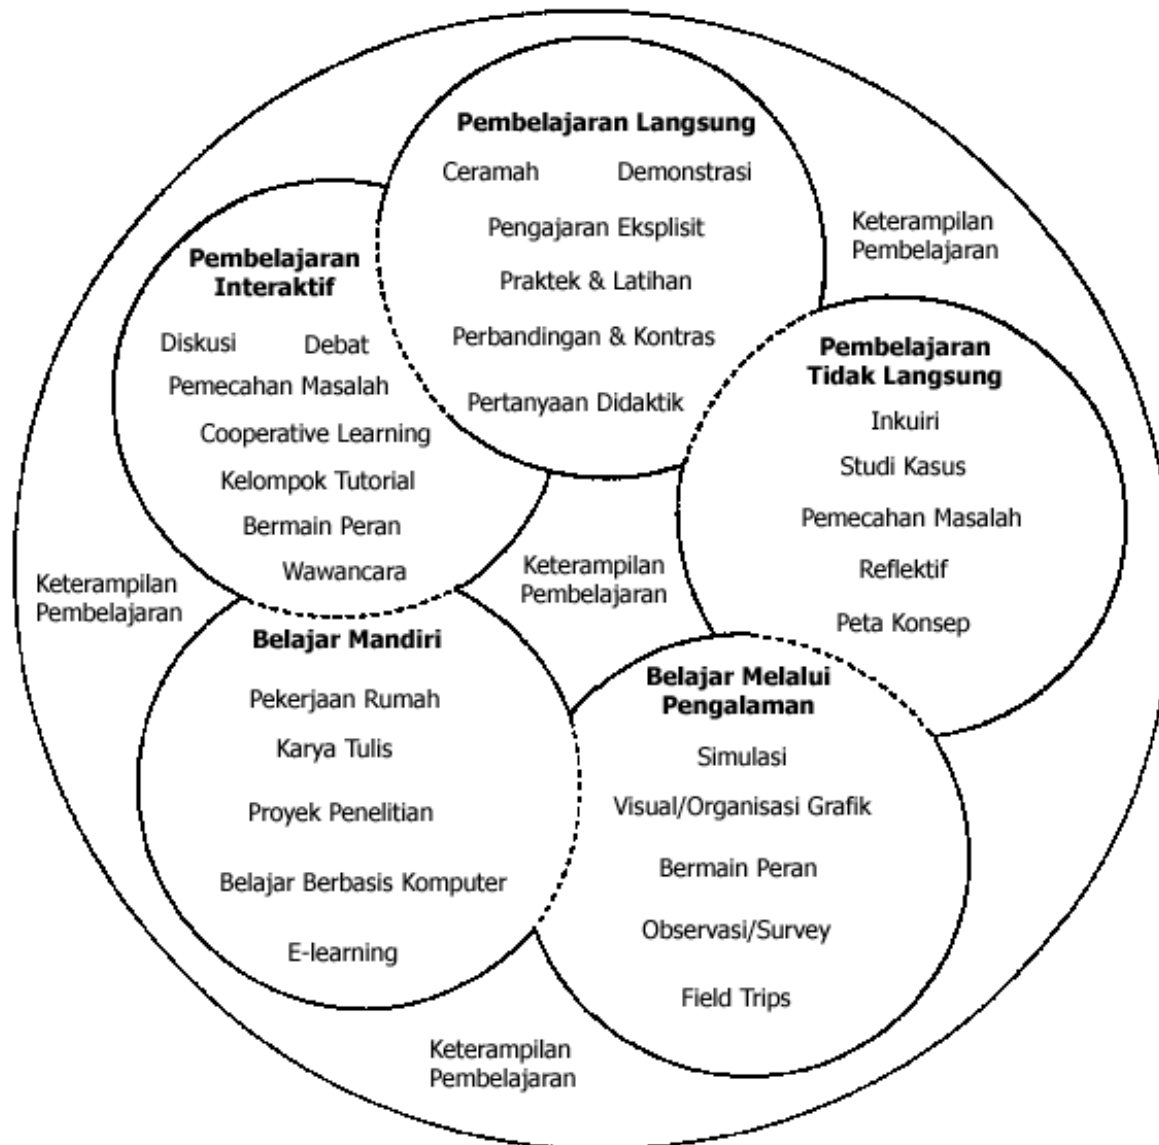 Pembelajaran Langsung
Ceramah Demonstrasi
Pengajaran Eksplisit
Praktek & Latihan
Perbandingan & Kontras
Pertanyaan Didaktik
Keterampilan
Pembelajaran
Pembelajaran
Interaktif
Diskusi Debat
Pemecahan Masalah
Cooperative Learning
Kelompok Tutorial
Bermain Peran
Wawancara
Pembelajaran
Tidak Langsung
Inkuiri
Studi Kasus
Pemecahan Masalah
Reflektif
Peta Konsep
Keterampilan
Pembelajaran
Keterampilan
Pembelajaran
Belajar Mandiri
Pekerjaan Rumah
Karya Tulis
Proyek Penelitian
Belajar Berbasis Komputer
E-learning
Belajar Melalui
Pengalaman
Simulasi
Visual/Organisasi Grafik
Bermain Peran
Observasi/Survey
Field Trips
Keterampilan
Pembelajaran